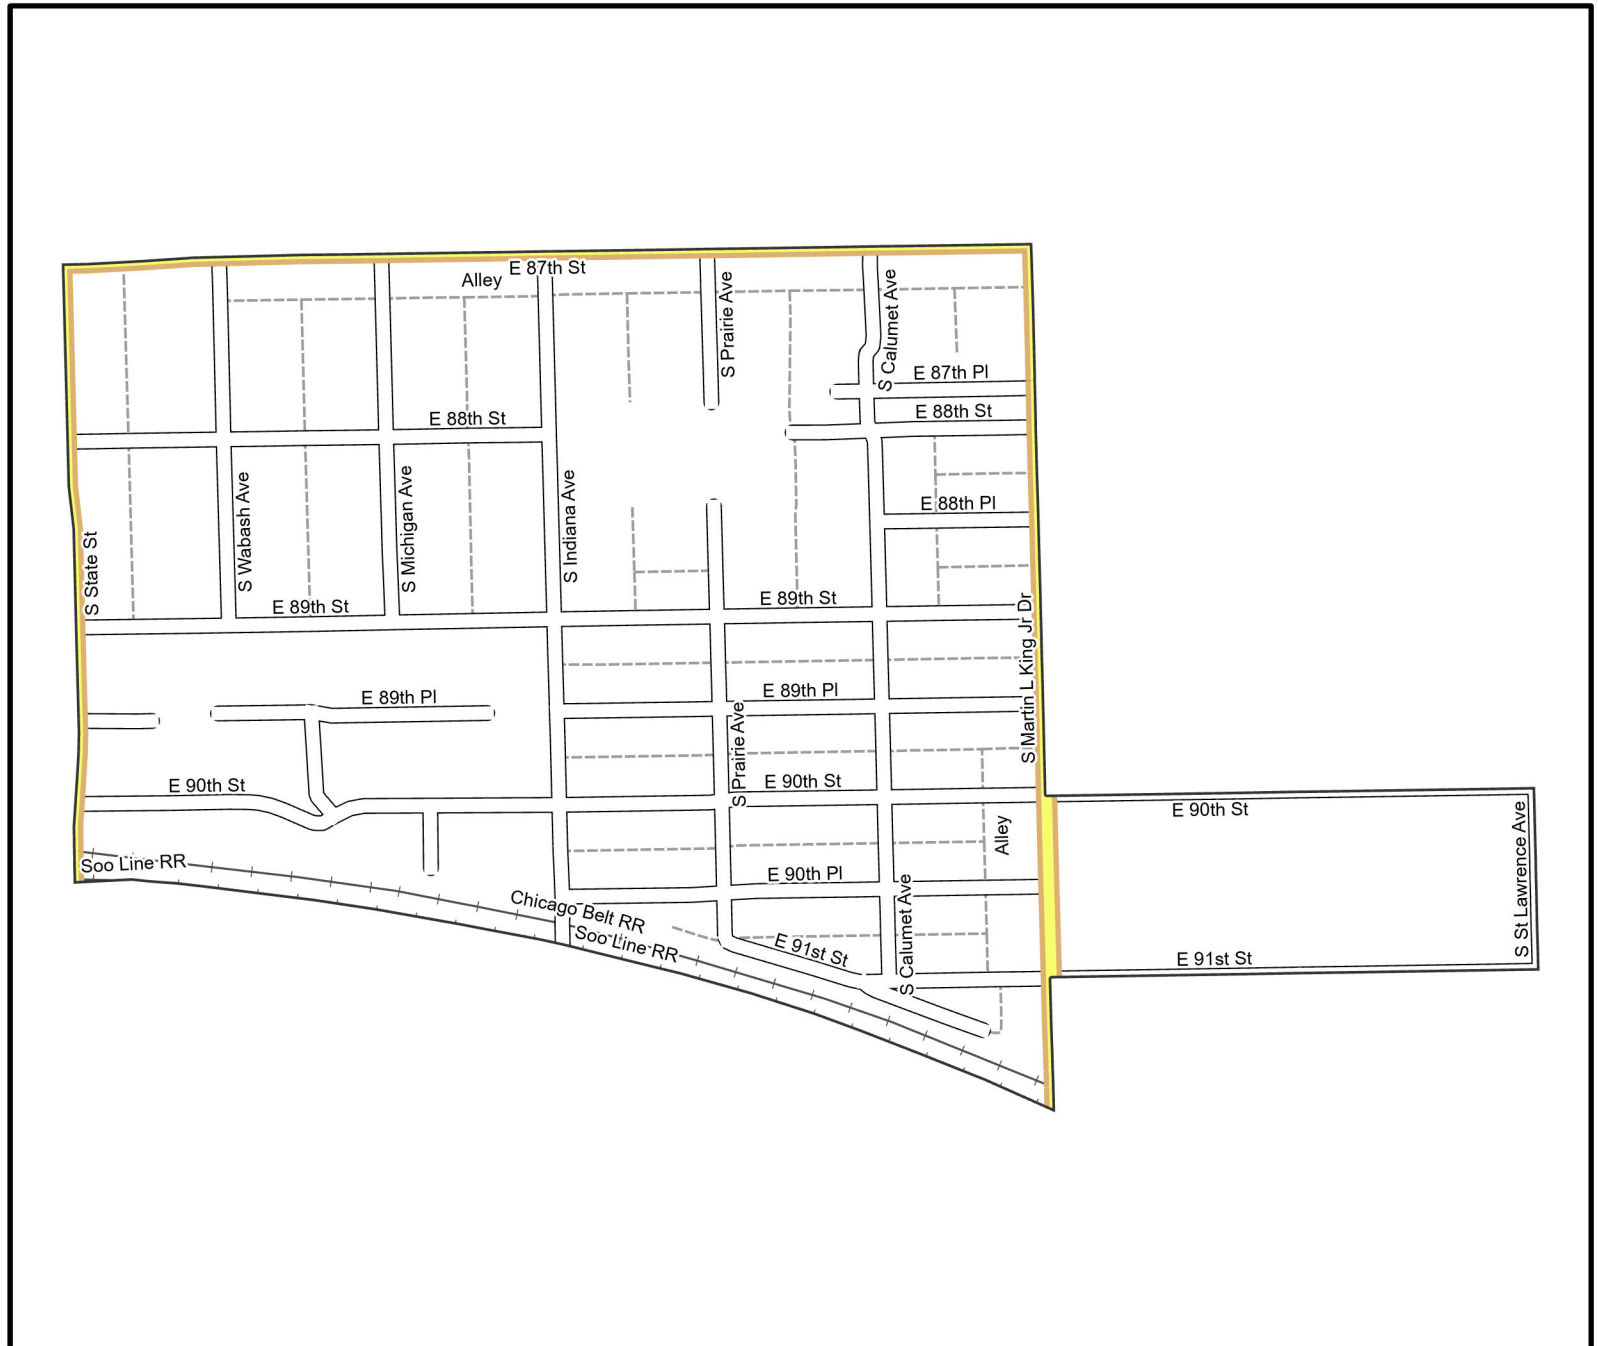 E 87th St
Alley
S Prairie Ave
S Calumet Ave
E 87th Pl
E 88th St
E 88th St
S State St
S Wabash Ave
S Michigan Ave
S Indiana Ave
E 88th Pl
E 89th St
E 89th St
S Martin L King Jr Dr
E 89th Pl
E 89th Pl
S Prairie Ave
E 90th St
E 90th St
E 90th St
Alley
S St Lawrence Ave
Soo Line RR
E 90th Pl
Chicago Belt RR
Soo Line RR
E 91st St
S Calumet Ave
E 91st St